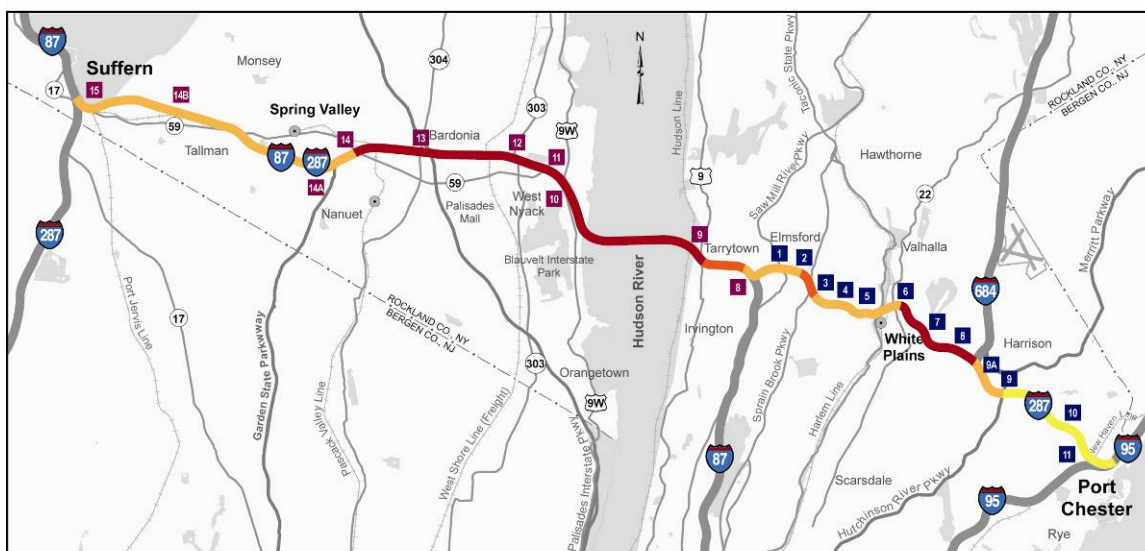 87
Suffern
17
15
Monsey
14B
59
Tallman
Spring Valley
87
287
14A
14
Nanuet
304
13
Bardonia
303
12
9W
11
59
10
West
Nyack
Palisades
Mall
Blauvelt Interstate
Park
287
Port Jervis Line
17
Garden State Parkway
ROCKLAND CO., NY
BERGEN CO., NJ
Pascack Valley Line
West Shore Line (Freight)
303
Orangetown
9W
Palisades Interstate Pkwy.
Hudson River
N
Hudson Line
9
9
Tarrytown
8
Irvington
87
Taconic State Pkwy
Saw Mill River Pkwy
Elmsford
1
2
3
4
5
Sprain Brook Pkwy
Harlem Line
Hawthorne
22
Valhalla
6
White
Plains
7
8
684
Harrison
9A
9
287
10
11
New Haven Line
95
Port
Chester
Rye
95
Scarsdale
Hutchinson River Pkwy
Merritt Parkway
ROCKLAND CO., NY
BERGEN CO., NJ